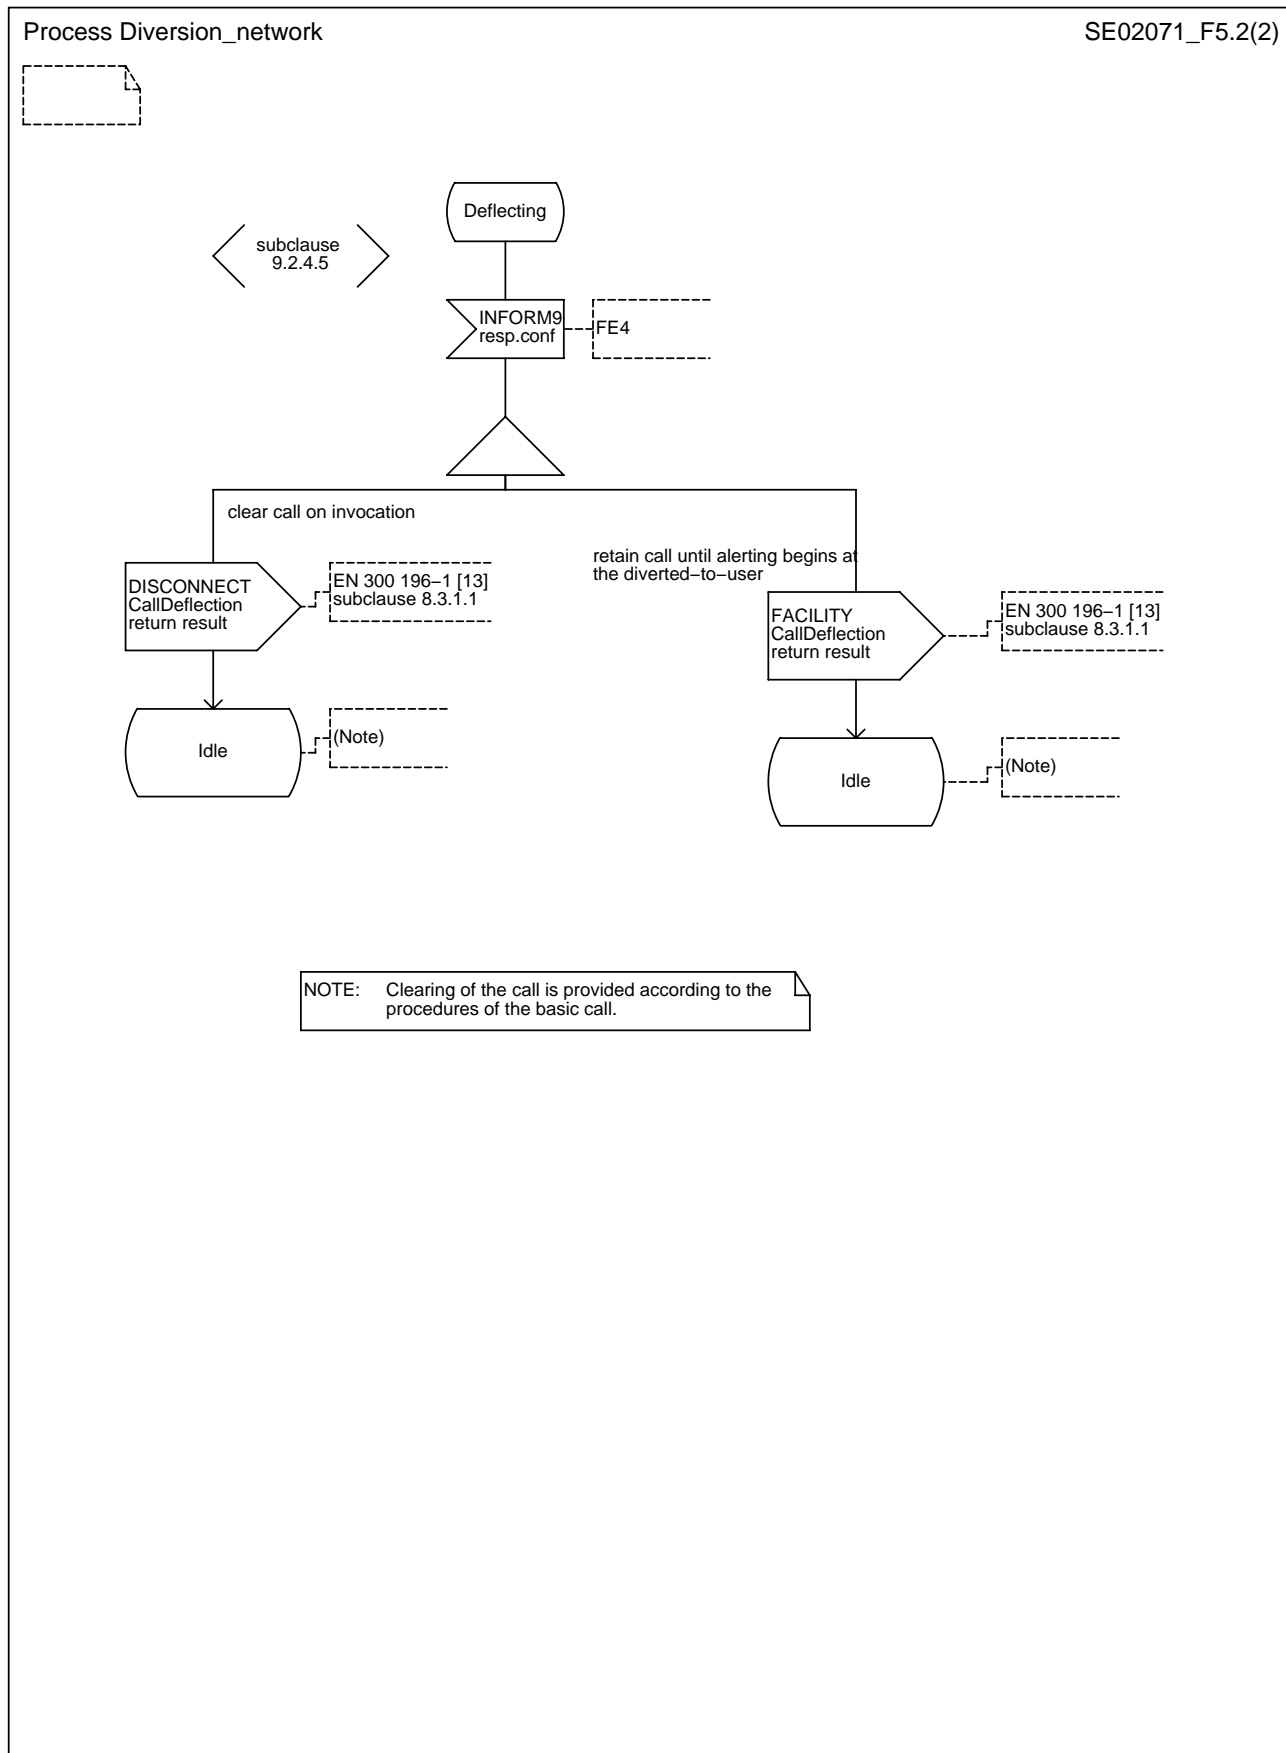 Process Diversion_network
SE02071_F5.2(2)
Deflecting
subclause
9.2.4.5
INFORM9
resp.conf
FE4
clear call on invocation
retain call until alerting begins at
the diverted−to−user
DISCONNECT
CallDeflection
return result
EN 300 196−1 [13]
subclause 8.3.1.1
FACILITY
CallDeflection
return result
EN 300 196−1 [13]
subclause 8.3.1.1
Idle
(Note)
Idle
(Note)
NOTE: Clearing of the call is provided according to the
procedures of the basic call.